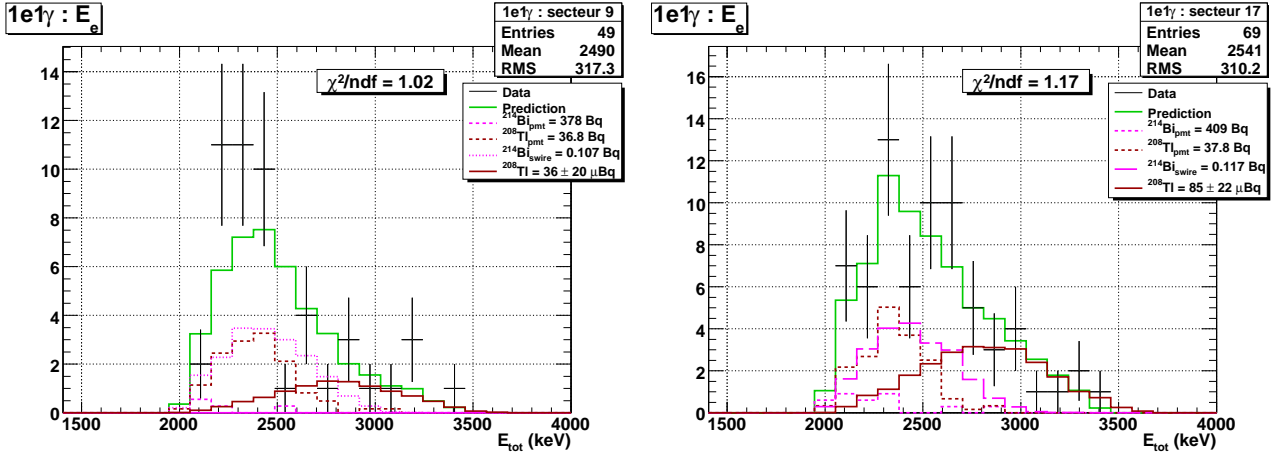 1e1γ : E_e
1e1γ : secteur 9
Entries 49
Mean 2490
RMS 317.3
χ²/ndf = 1.02
Data
Prediction
²¹⁴Bi_pmt = 378 Bq
²⁰⁸Tl_pmt = 36.8 Bq
²¹⁴Bi_swire = 0.107 Bq
²⁰⁸Tl = 36 ± 20 μBq
14
12
10
8
6
4
2
0
1500 2000 2500 3000 3500 4000
E_tot (keV)
1e1γ : E_e
1e1γ : secteur 17
Entries 69
Mean 2541
RMS 310.2
χ²/ndf = 1.17
Data
Prediction
²¹⁴Bi_pmt = 409 Bq
²⁰⁸Tl_pmt = 37.8 Bq
²¹⁴Bi_swire = 0.117 Bq
²⁰⁸Tl = 85 ± 22 μBq
16
14
12
10
8
6
4
2
0
1500 2000 2500 3000 3500 4000
E_tot (keV)